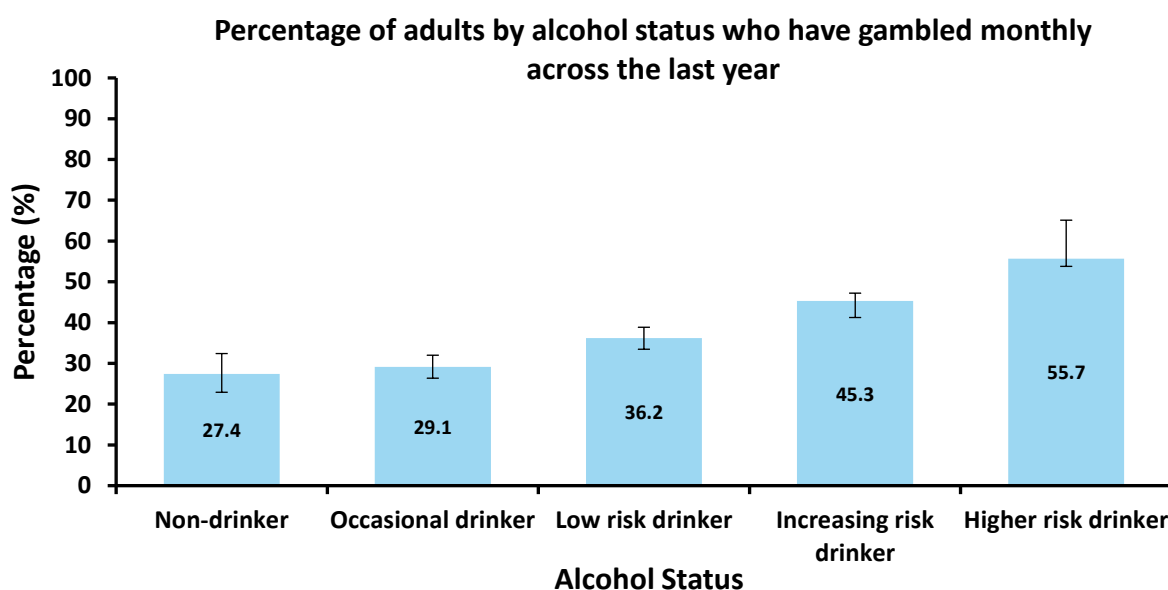 Percentage of adults by alcohol status who have gambled monthly
across the last year
Percentage (%)
100
90
80
70
60
50
40
30
20
10
0
27.4
29.1
36.2
45.3
55.7
Non-drinker
Occasional drinker
Low risk drinker
Increasing risk
drinker
Higher risk drinker
Alcohol Status